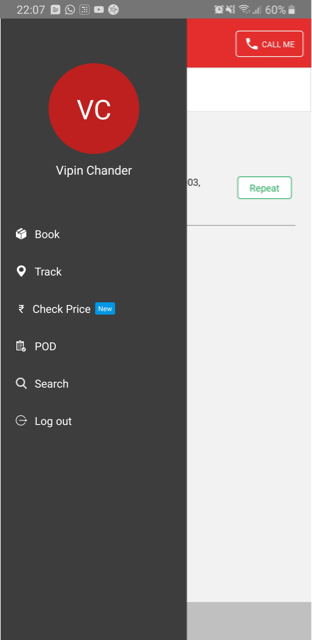 22:07
60%
CALL ME
VC
Vipin Chander
03,
Repeat
Book
Track
₹ Check Price New
POD
Search
Log out